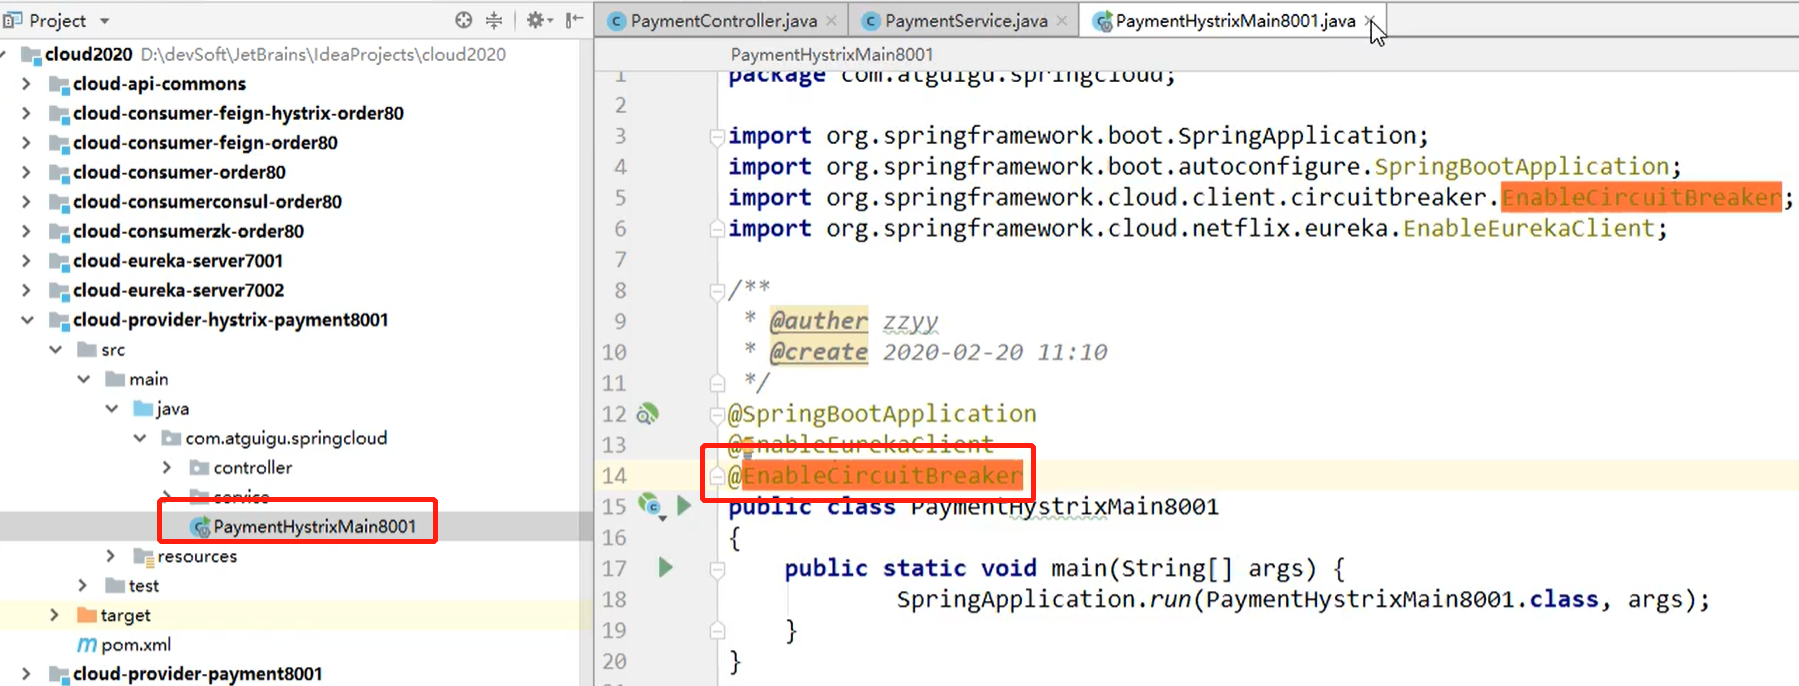 Project
cloud2020 D:\devSoft\JetBrains\IdeaProjects\cloud2020
cloud-api-commons
cloud-consumer-feign-hystrix-order80
cloud-consumer-feign-order80
cloud-consumer-order80
cloud-consumerconsul-order80
cloud-consumerzk-order80
cloud-eureka-server7001
cloud-eureka-server7002
cloud-provider-hystrix-payment8001
src
main
java
com.atguigu.springcloud
controller
service
PaymentHystrixMain8001
resources
test
target
pom.xml
cloud-provider-payment8001
PaymentController.java PaymentService.java PaymentHystrixMain8001.java
PaymentHystrixMain8001
1 package com.atguigu.springcloud;
2
3 import org.springframework.boot.SpringApplication;
4 import org.springframework.boot.autoconfigure.SpringBootApplication;
5 import org.springframework.cloud.client.circuitbreaker.EnableCircuitBreaker;
6 import org.springframework.cloud.netflix.eureka.EnableEurekaClient;
7
8 /**
9 * @auther zzyy
10 * @create 2020-02-20 11:10
11 */
12 @SpringBootApplication
13 @EnableEurekaClient
14 @EnableCircuitBreaker
15 public class PaymentHystrixMain8001
16 {
17 public static void main(String[] args) {
18 SpringApplication.run(PaymentHystrixMain8001.class, args);
19 }
20 }